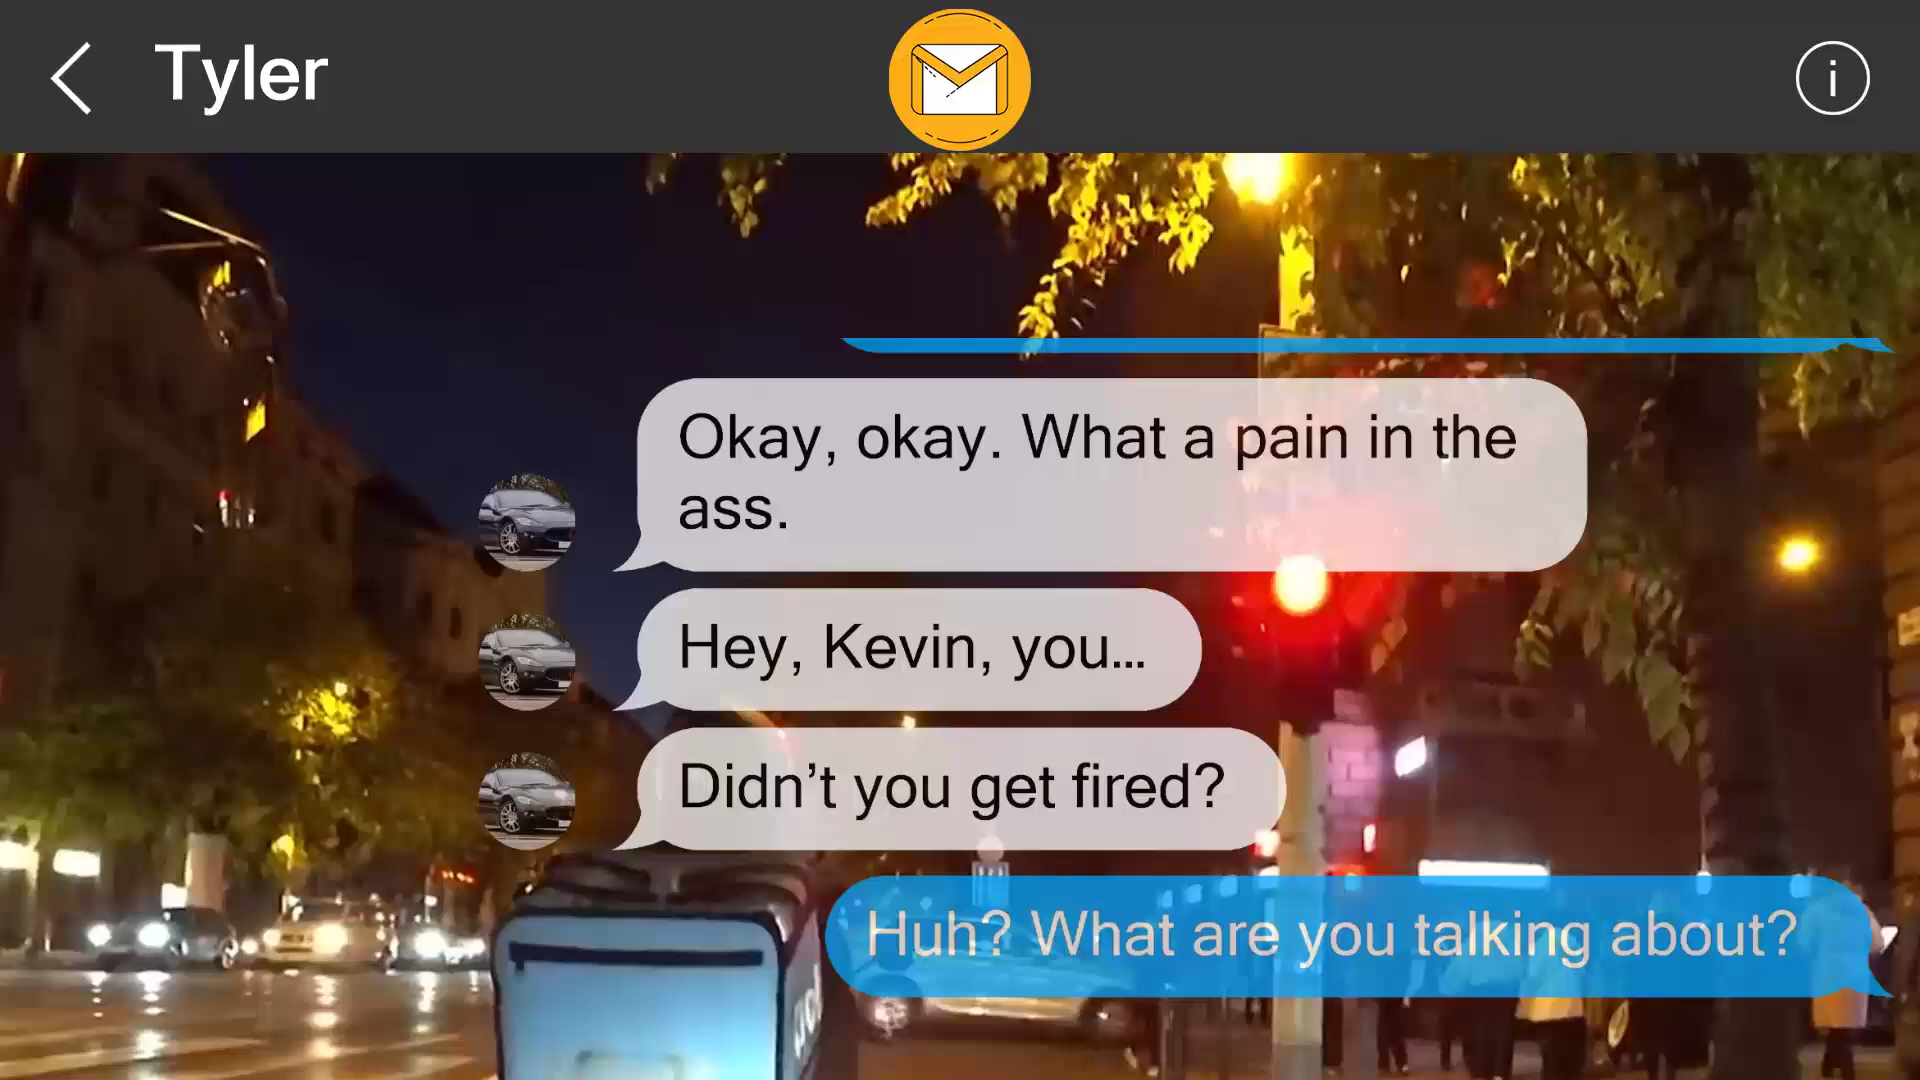 Tyler
Okay, okay. What a pain in the
ass.
Hey, Kevin, you...
Didn’t you get fired?
Huh? What are you talking about?